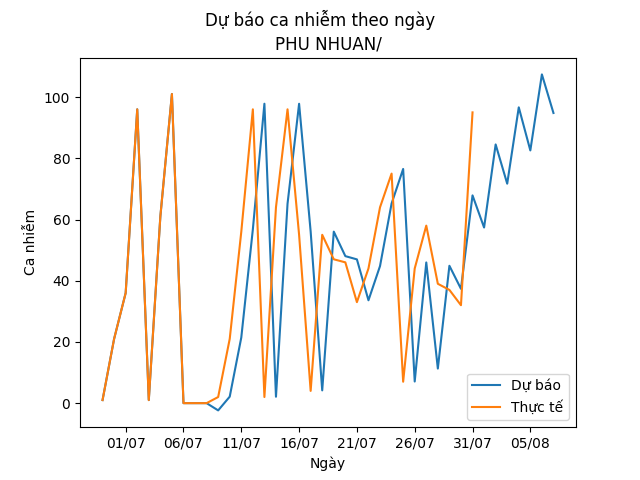 Dự báo ca nhiễm theo ngày
PHU NHUAN/
Ca nhiễm
100
80
60
40
20
0
01/07 06/07 11/07 16/07 21/07 26/07 31/07 05/08
Ngày
Dự báo
Thực tế